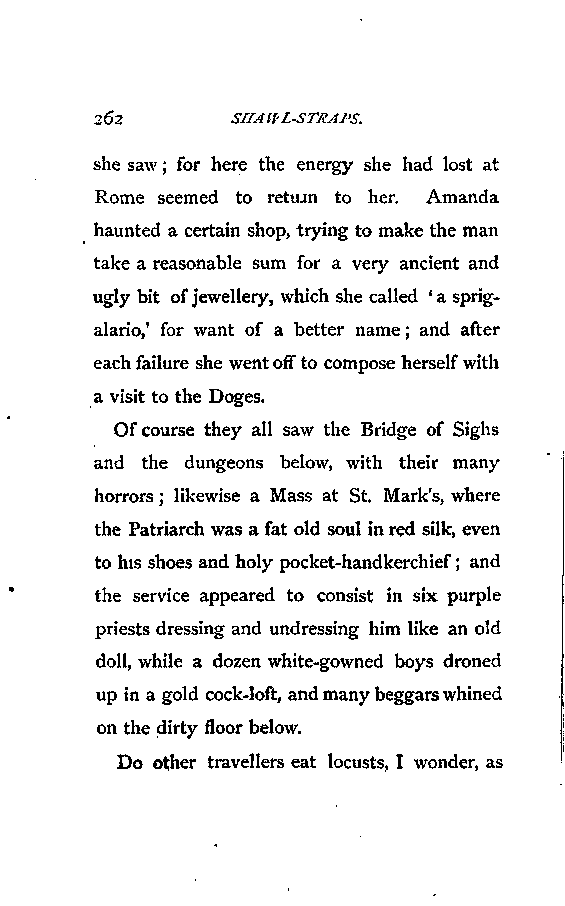 262 SHAWL-STRAPS.
she saw; for here the energy she had lost at
Rome seemed to return to her. Amanda
haunted a certain shop, trying to make the man
take a reasonable sum for a very ancient and
ugly bit of jewellery, which she called ‘a sprig-
alario,’ for want of a better name; and after
each failure she went off to compose herself with
a visit to the Doges.
Of course they all saw the Bridge of Sighs
and the dungeons below, with their many
horrors; likewise a Mass at St. Mark's, where
the Patriarch was a fat old soul in red silk, even
to his shoes and holy pocket-handkerchief; and
the service appeared to consist in six purple
priests dressing and undressing him like an old
doll, while a dozen white-gowned boys droned
up in a gold cock-loft, and many beggars whined
on the dirty floor below.
Do other travellers eat locusts, I wonder, as